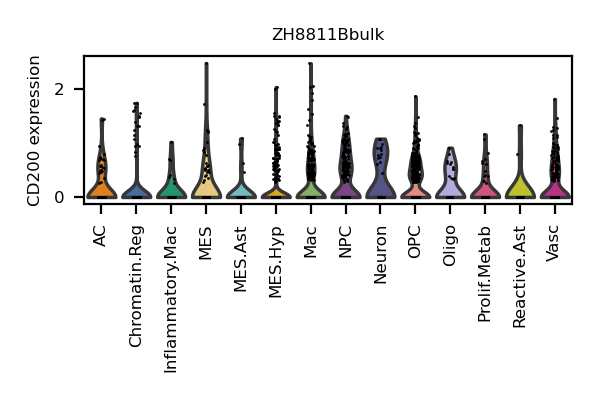 ZH8811Bbulk
CD200 expression
2
0
AC
Chromatin.Reg
Inflammatory.Mac
MES
MES.Ast
MES.Hyp
Mac
NPC
Neuron
OPC
Oligo
Prolif.Metab
Reactive.Ast
Vasc